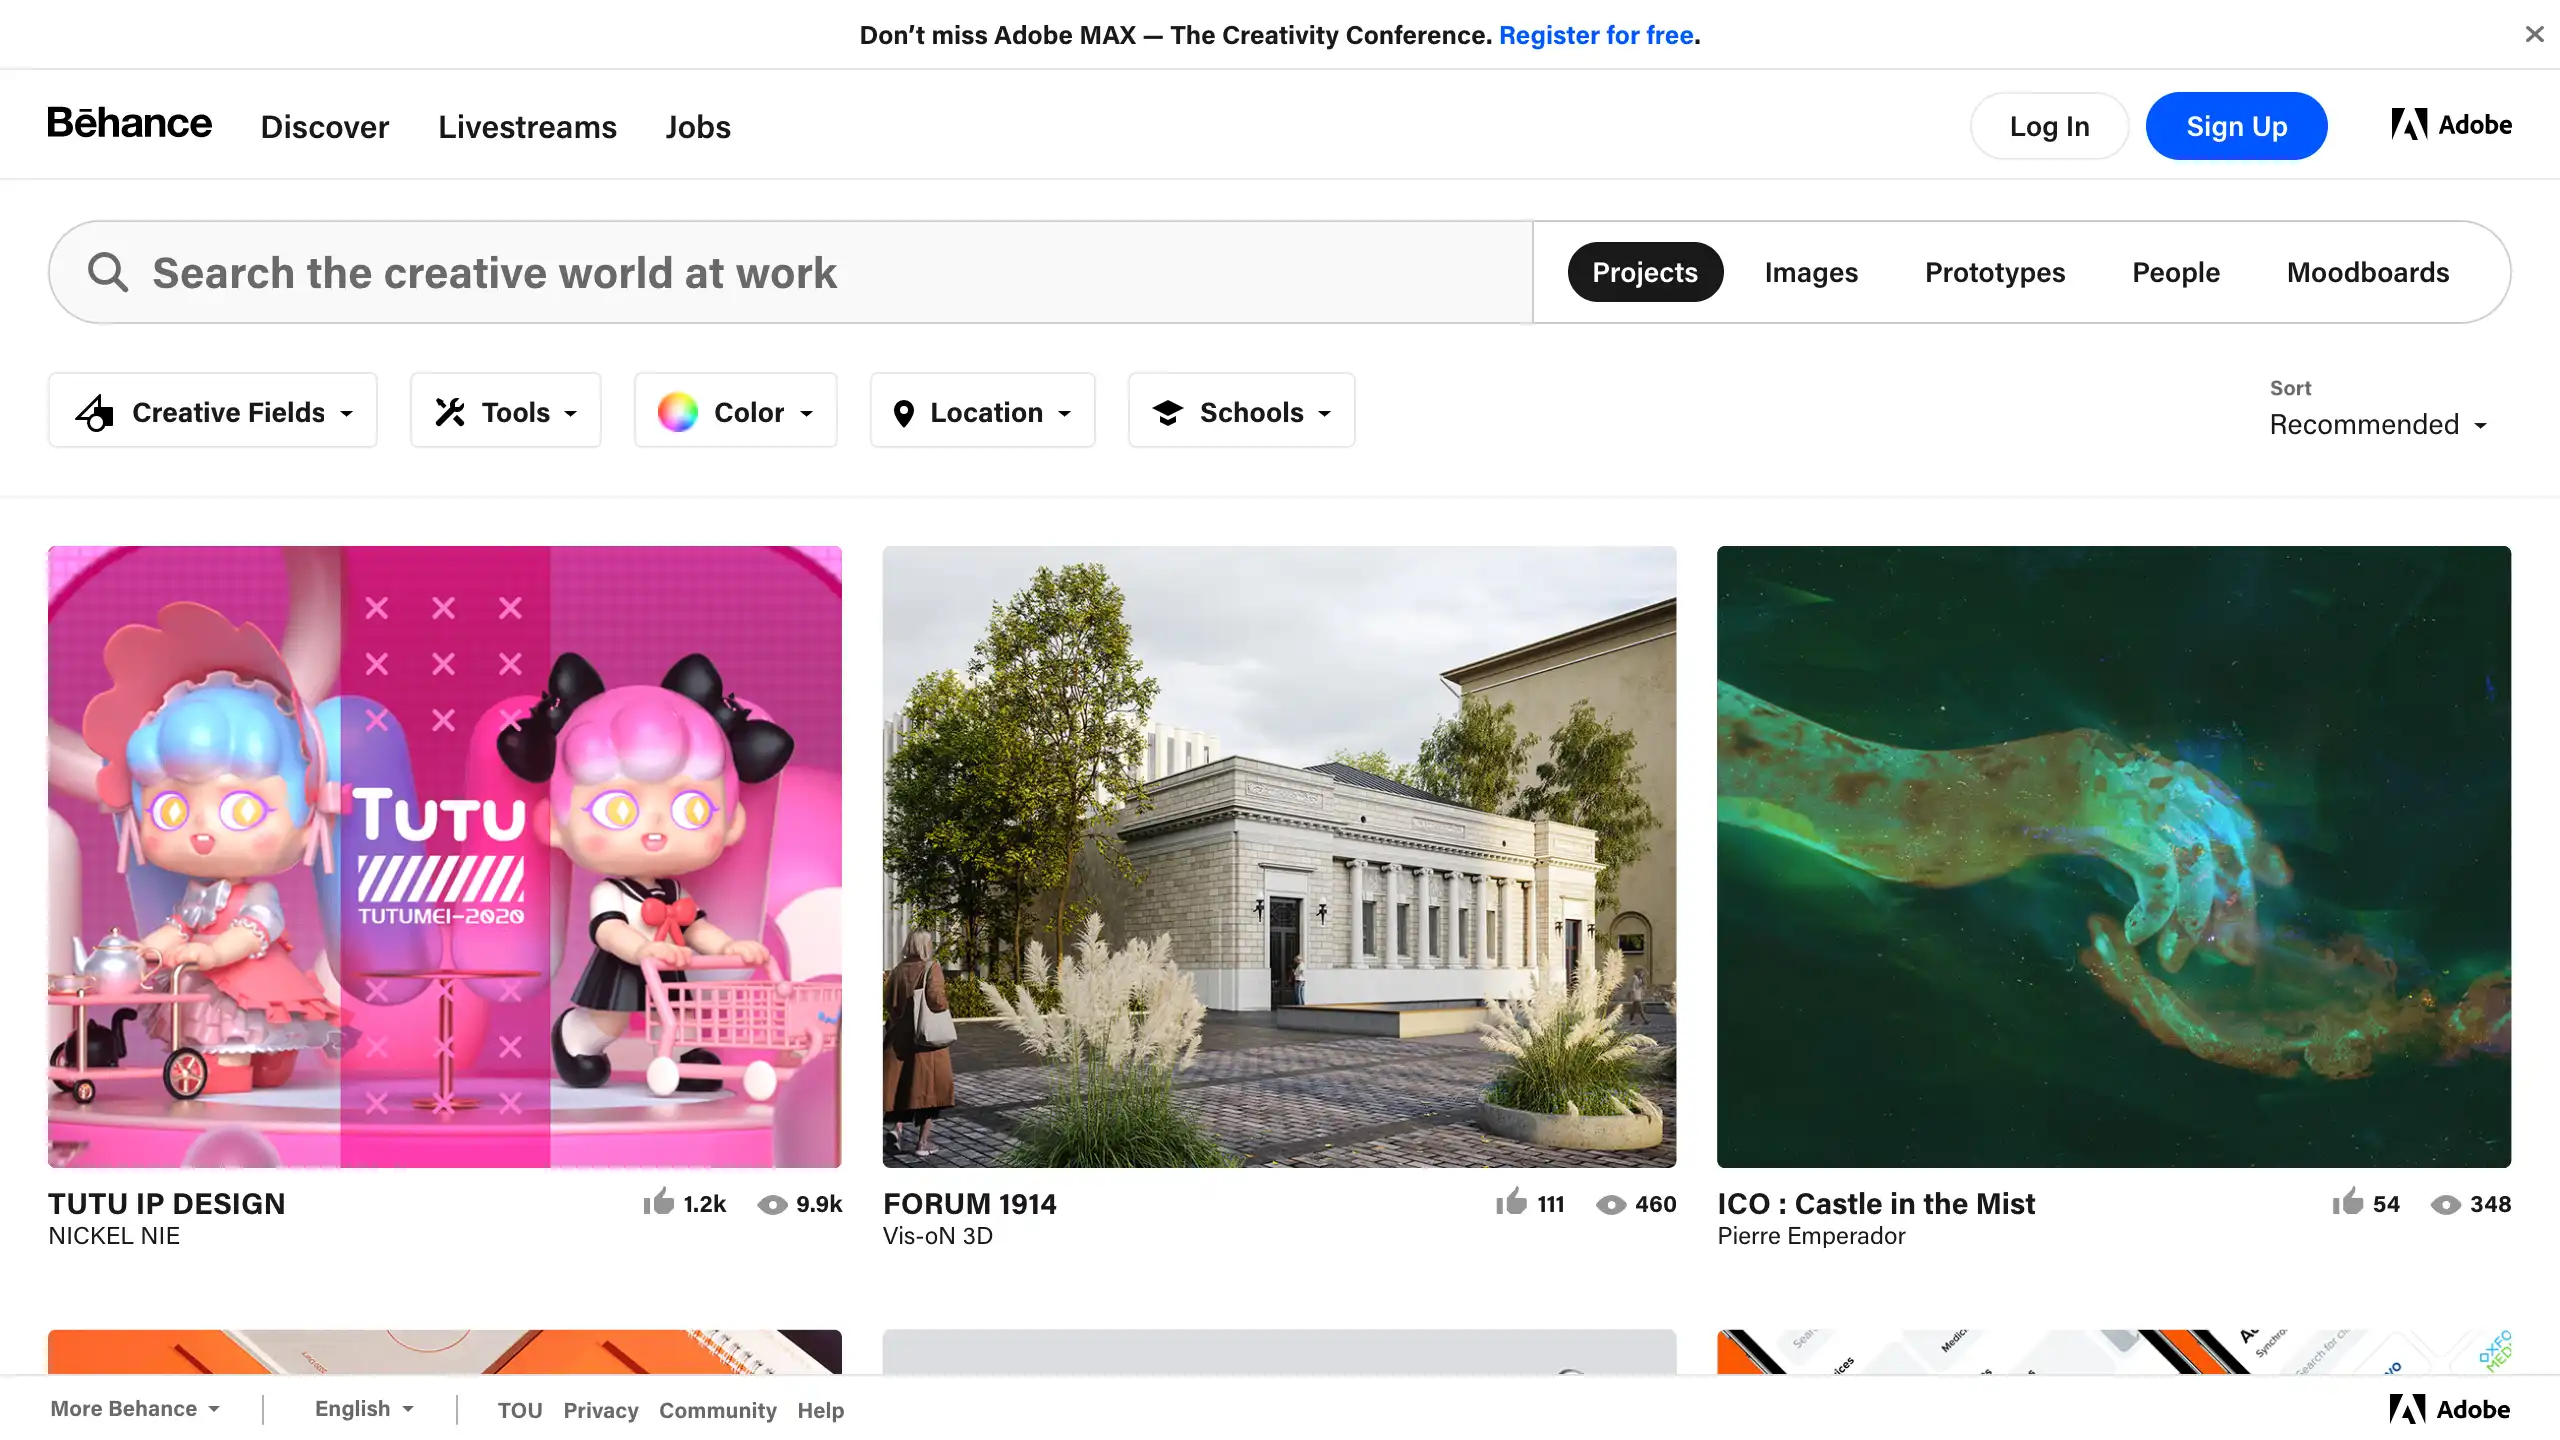 Don’t miss Adobe MAX — The Creativity Conference. Register for free.
Bēhance Discover Livestreams Jobs Log In Sign Up Adobe
Search the creative world at work Projects Images Prototypes People Moodboards
Creative Fields Tools Color Location Schools
Sort
Recommended
TUTU
TUTUMEI-2020
TUTU IP DESIGN 1.2k 9.9k
NICKEL NIE
FORUM 1914 111 460
Vis-oN 3D
ICO : Castle in the Mist 54 348
Pierre Emperador
More Behance English TOU Privacy Community Help Adobe